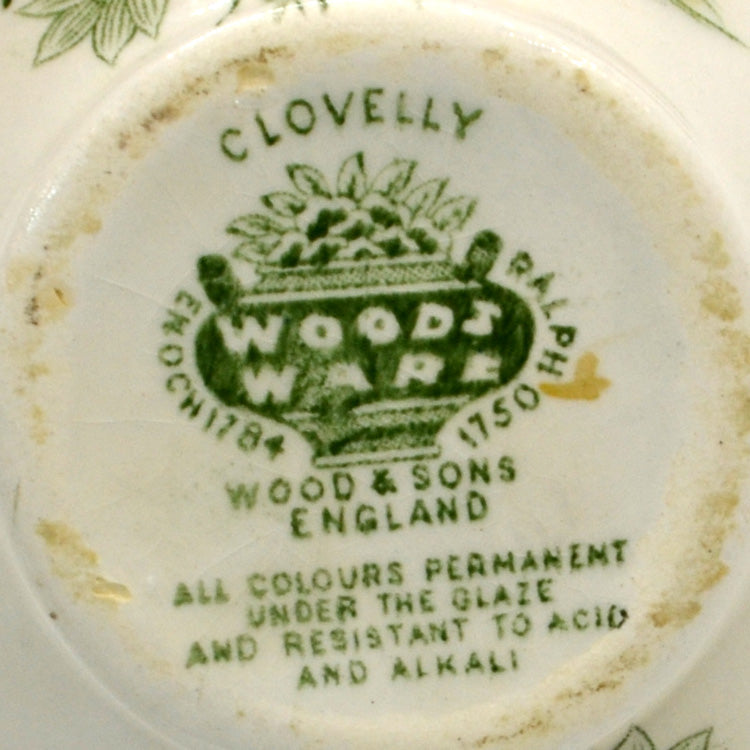 CLOVELLY
WOODS
WARE
ENOCH 1784
RALPH 1750
WOOD & SONS
ENGLAND
ALL COLOURS PERMANENT
UNDER THE GLAZE
AND RESISTANT TO ACID
AND ALKALI